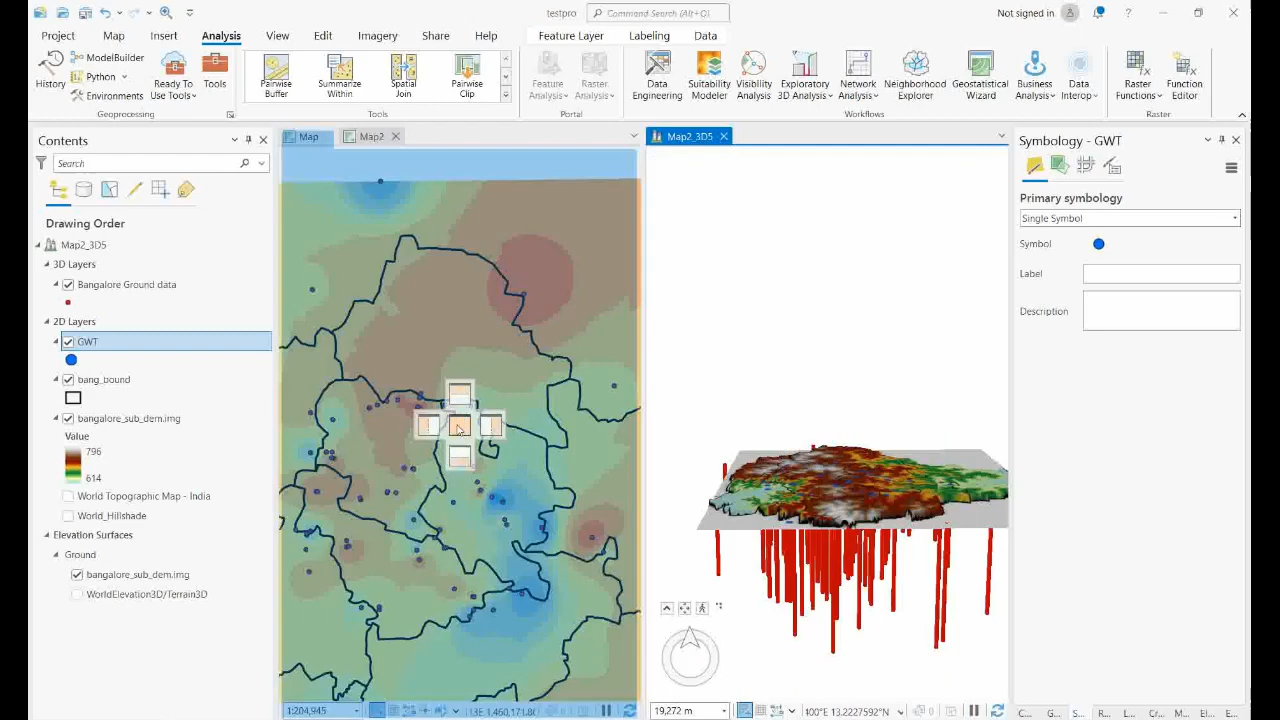 testpro
Command Search (Alt+Q)
Not signed in
?
Project Map Insert Analysis View Edit Imagery Share Help Feature Layer Labeling Data
History
ModelBuilder
Python
Environments
Ready To Use Tools
Tools
Pairwise Buffer
Summarize Within
Spatial Join
Pairwise Clip
Feature Analysis
Raster Analysis
Data Engineering
Suitability Modeler
Visibility Analysis
Exploratory 3D Analysis
Network Analysis
Neighborhood Explorer
Geostatistical Wizard
Business Analysis
Data Interop
Raster Functions
Function Editor
Geoprocessing Tools Portal Workflows Raster
Contents
Search
Drawing Order
Map2_3D5
3D Layers
Bangalore Ground data
2D Layers
GWT
bang_bound
bangalore_sub_dem.img
Value
796
614
World Topographic Map - India
World_Hillshade
Elevation Surfaces
Ground
bangalore_sub_dem.img
WorldElevation3D/Terrain3D
Map Map2
1:204,945
Map2_3D5
19,272 m
100°E 13.2227592°N
Symbology - GWT
Primary symbology
Single Symbol
Symbol
Label
Description
C... G... S... R... L... Cr... M... E... E...